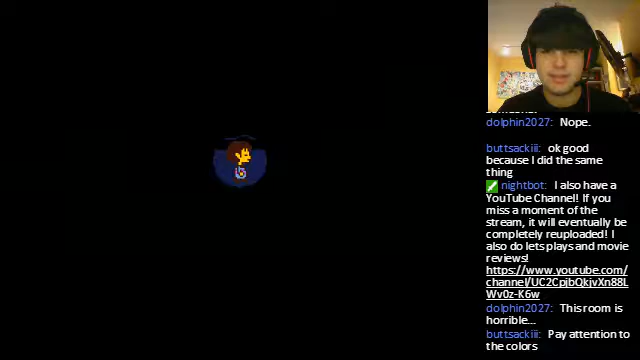 dolphin2027: Nope.
buttsackiii: ok good
because I did the same
thing
nightbot: I also have a
YouTube Channel! If you
miss a moment of the
stream, it will eventually be
completely reuploaded! I
also do lets plays and movie
reviews!
https://www.youtube.com/
channel/UC2CpjbQkjvXn88L
Wv0z-K6w
dolphin2027: This room is
horrible...
buttsackiii: Pay attention to
the colors